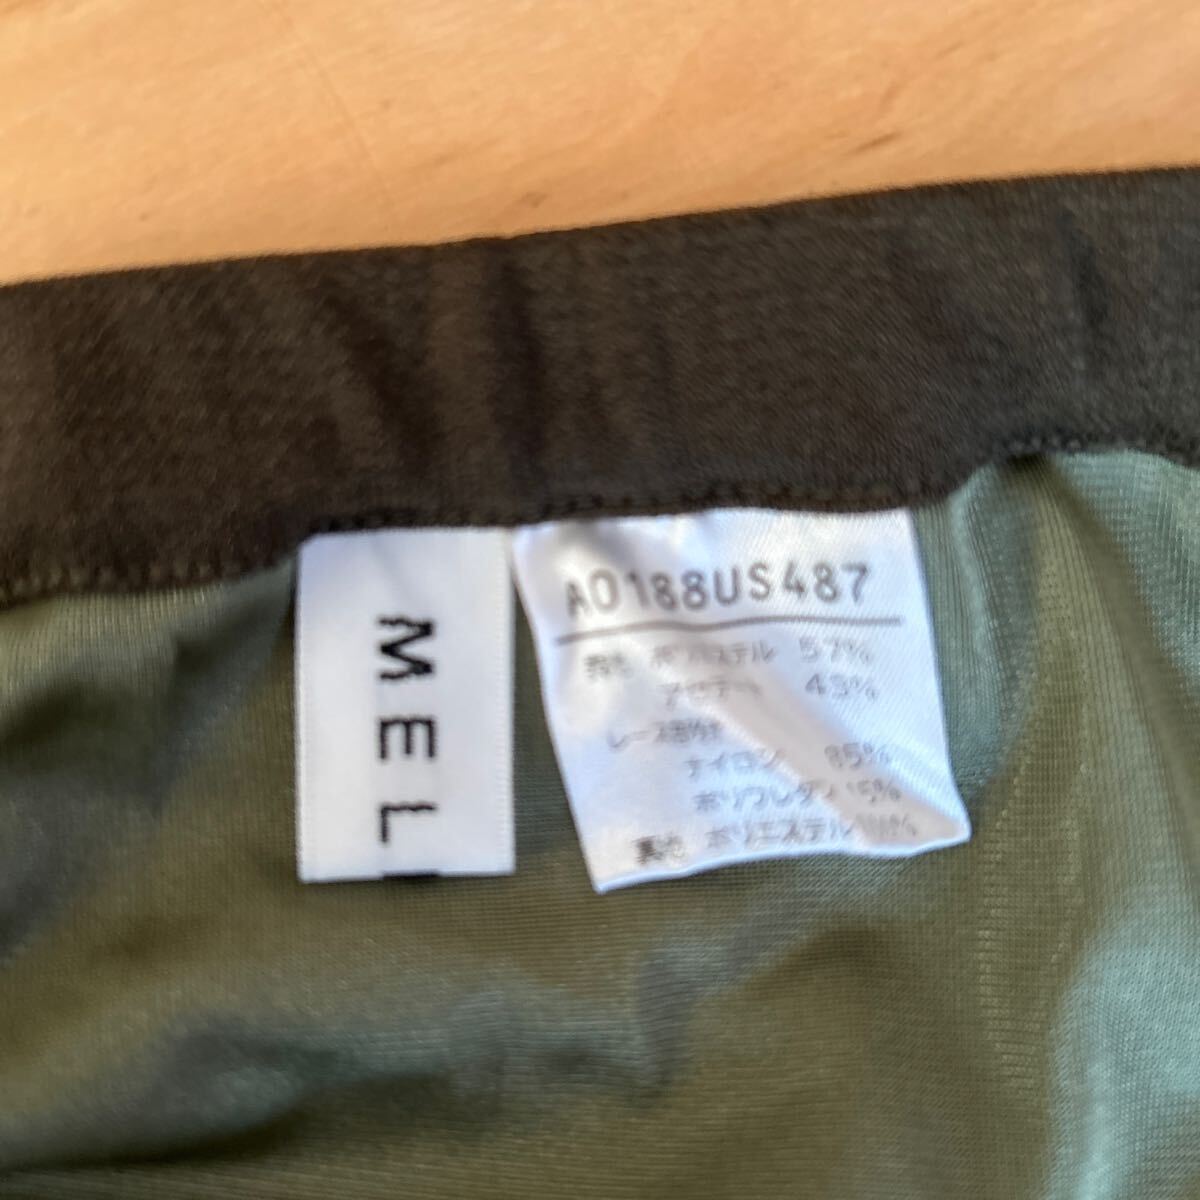 MEL
A0188US487
表地 ポリエステル 57%
アセテート 43%
レース部分
ナイロン 85%
ポリウレタン 15%
裏地 ポリエステル 100%